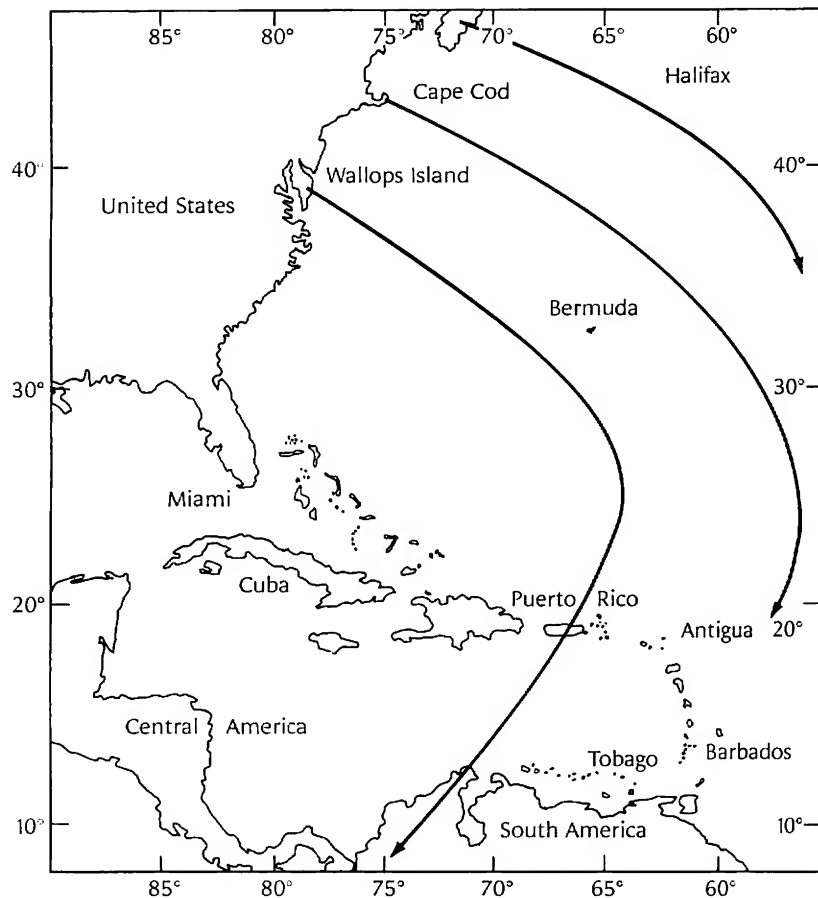 85° 80° 75° 70° 65° 60°
Halifax
Cape Cod
40° 40°
Wallops Island
United States
Bermuda
30° 30°
Miami
Cuba
Puerto Rico
20° Antigua 20°
Central America
Tobago Barbados
10° 10°
South America
85° 80° 75° 70° 65° 60°